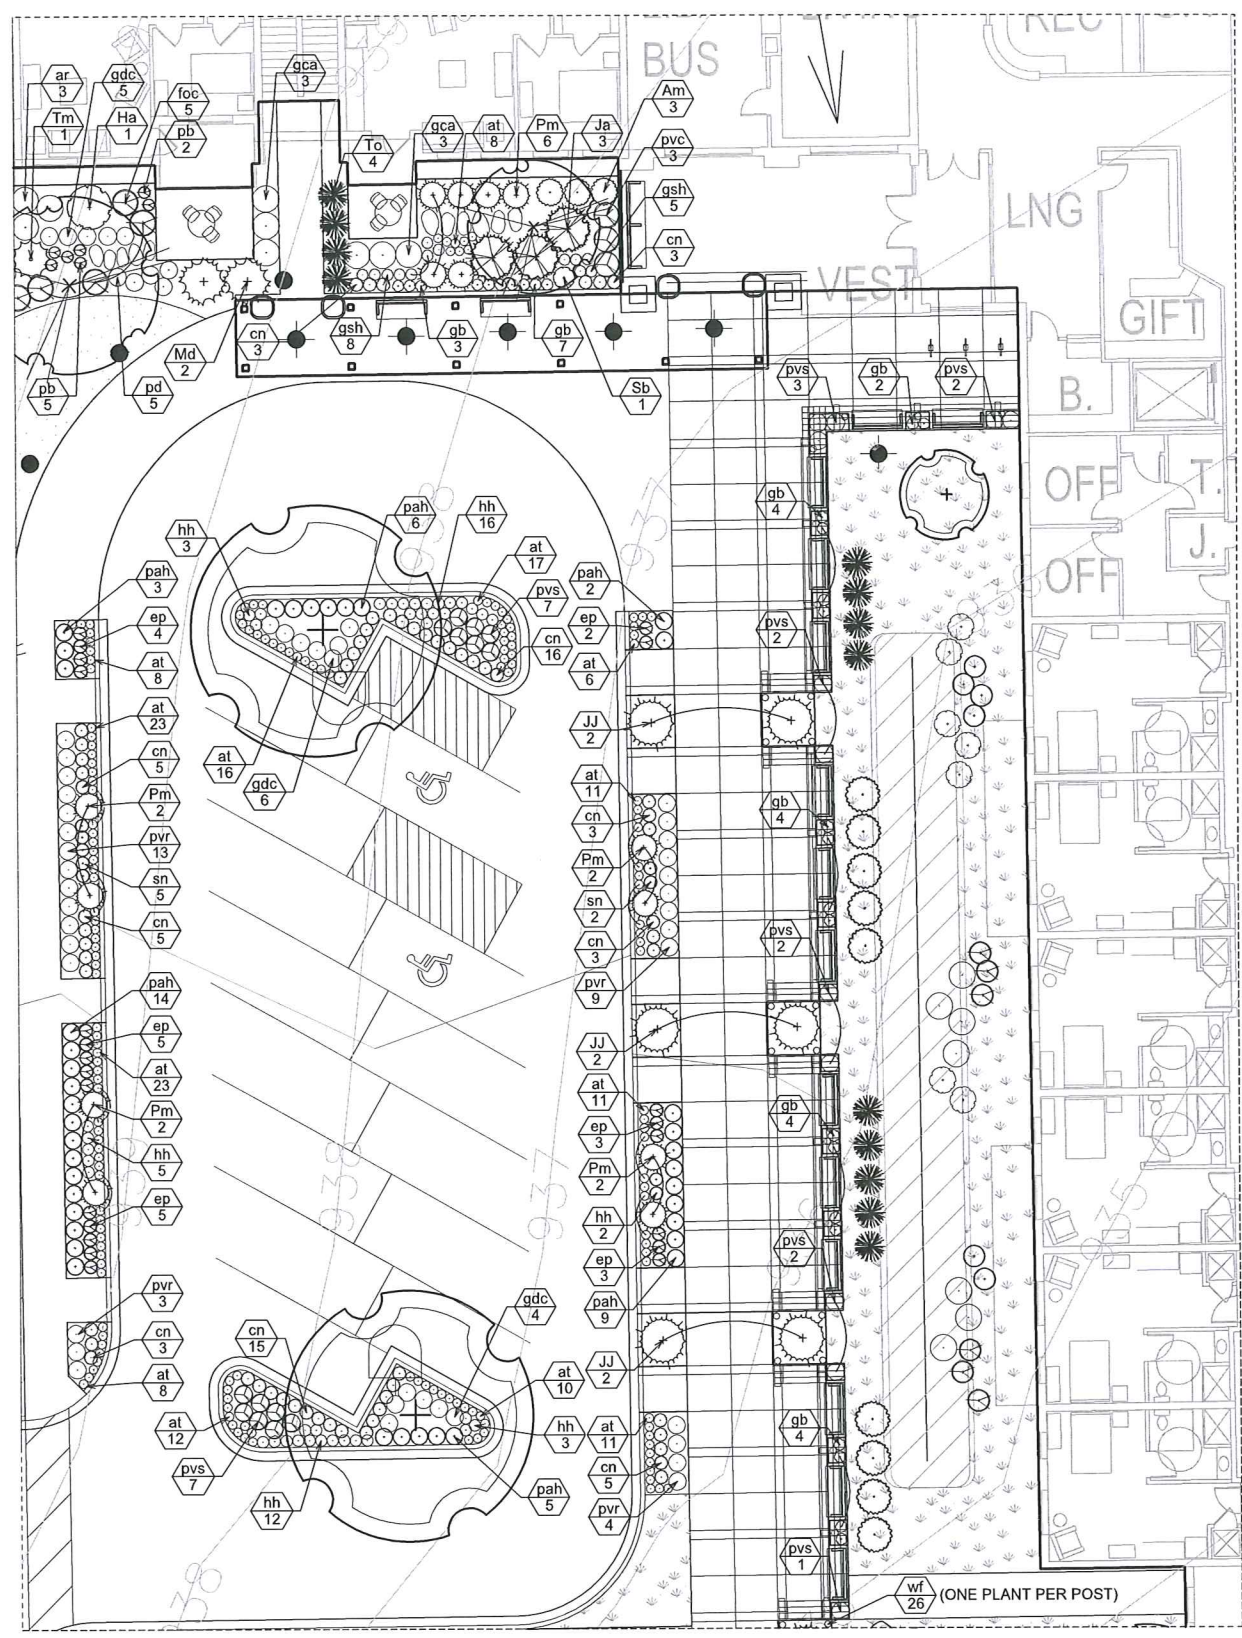 BUS
REC
LNG
VEST
GIFT
B.
OFF
T.
J.
OFF
ar
3
gdc
5
foc
5
Tm
1
Ha
1
pb
2
gca
3
To
4
gca
3
at
8
Pm
6
Ja
3
Am
3
pvc
3
gsh
5
cn
3
pb
5
pd
5
Md
2
cn
3
gsh
8
gb
3
gb
7
Sb
1
pvs
3
gb
2
pvs
2
gb
4
hh
3
pah
6
hh
16
at
17
pvs
7
cn
16
at
16
gdc
6
pah
3
ep
4
at
8
at
23
cn
5
Pm
2
pvr
13
sn
5
cn
5
pah
14
ep
5
at
23
Pm
2
hh
5
ep
5
pvr
3
cn
3
at
8
pah
2
ep
2
at
6
JJ
2
at
11
cn
3
Pm
2
sn
2
cn
3
pvr
9
JJ
2
at
11
ep
3
Pm
2
hh
2
ep
3
pah
9
JJ
2
at
11
cn
5
pvr
4
pvs
2
gb
4
pvs
2
gb
4
pvs
2
gb
4
pvs
1
cn
15
gdc
4
at
10
hh
3
pah
5
at
12
pvs
7
hh
12
wf
26 (ONE PLANT PER POST)
938
937
938
937
935
938